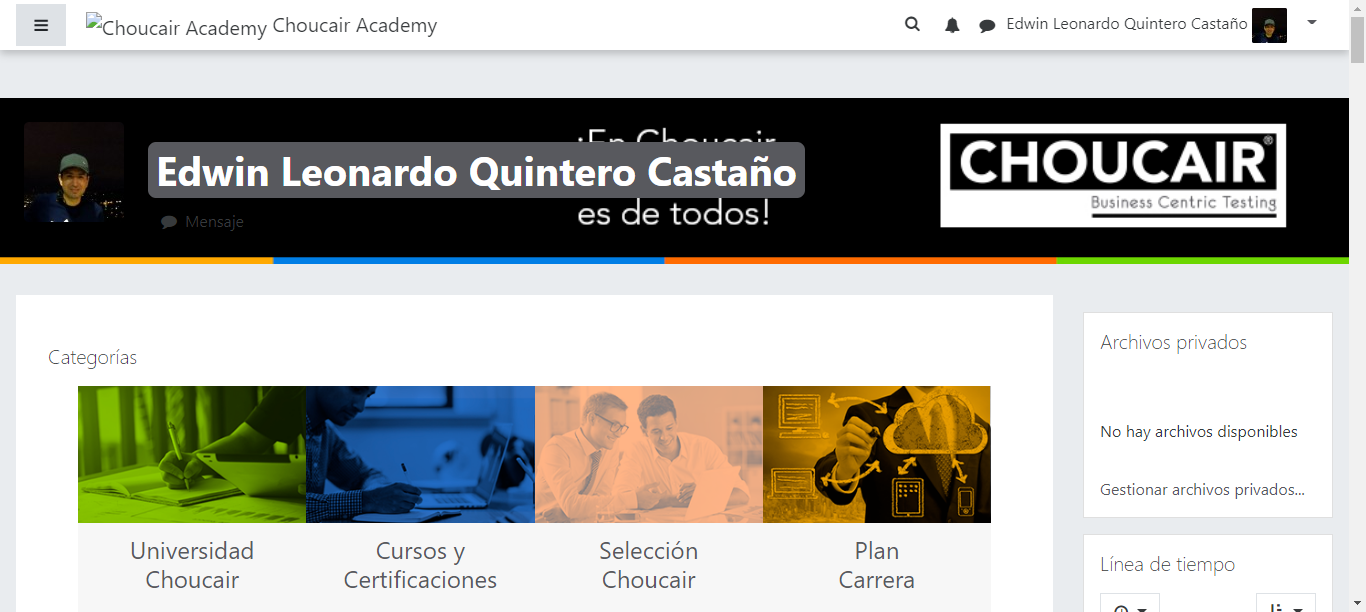 Choucair Academy Choucair Academy
Edwin Leonardo Quintero Castaño
¡En Choucair
Edwin Leonardo Quintero Castaño
es de todos!
Mensaje
CHOUCAIR®
Business Centric Testing
Categorías
Universidad
Choucair
Cursos y
Certificaciones
Selección
Choucair
Plan
Carrera
Archivos privados
No hay archivos disponibles
Gestionar archivos privados...
Línea de tiempo